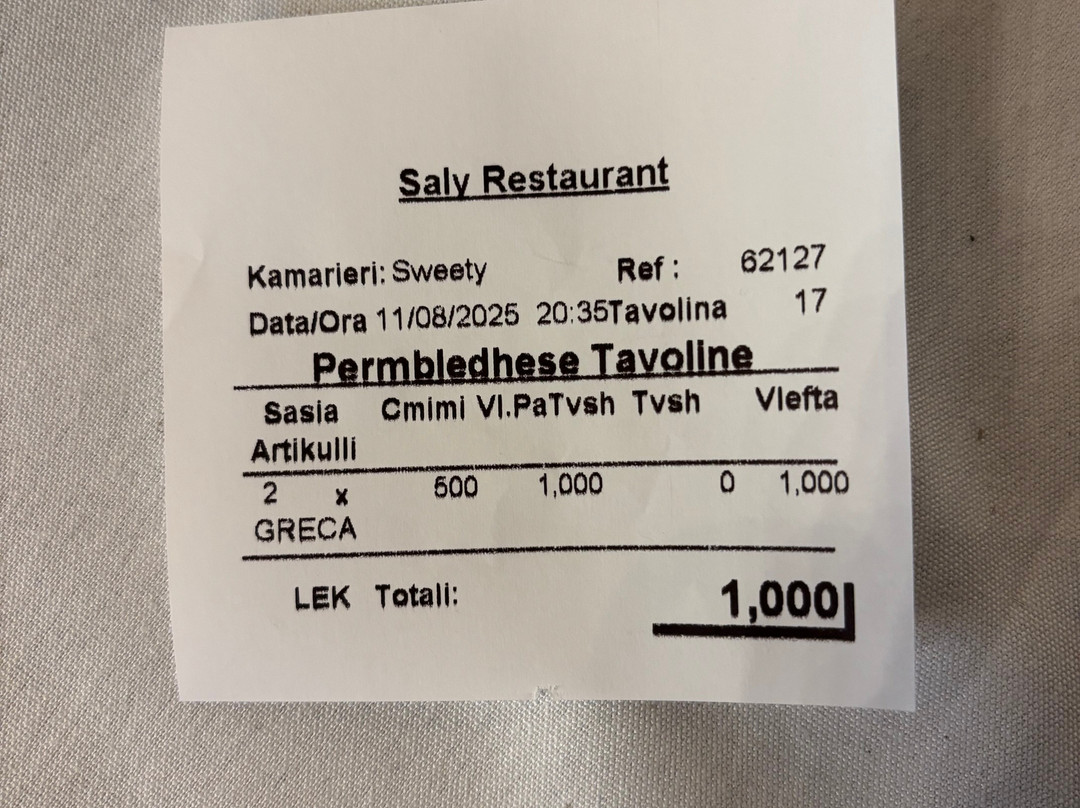 Saly Restaurant
Kamarieri: Sweety Ref : 62127
Data/Ora 11/08/2025 20:35Tavolina 17
Permbledhese Tavoline
Sasia Cmimi Vl.PaTvsh Tvsh Vlefta
Artikulli
2 x 500 1,000 0 1,000
GRECA
LEK Totali: 1,000